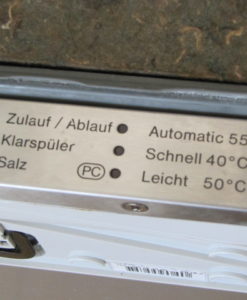 Zulauf / Ablauf Automatic 55
Klarspüler Schnell 40°C
Salz PC Leicht 50°C